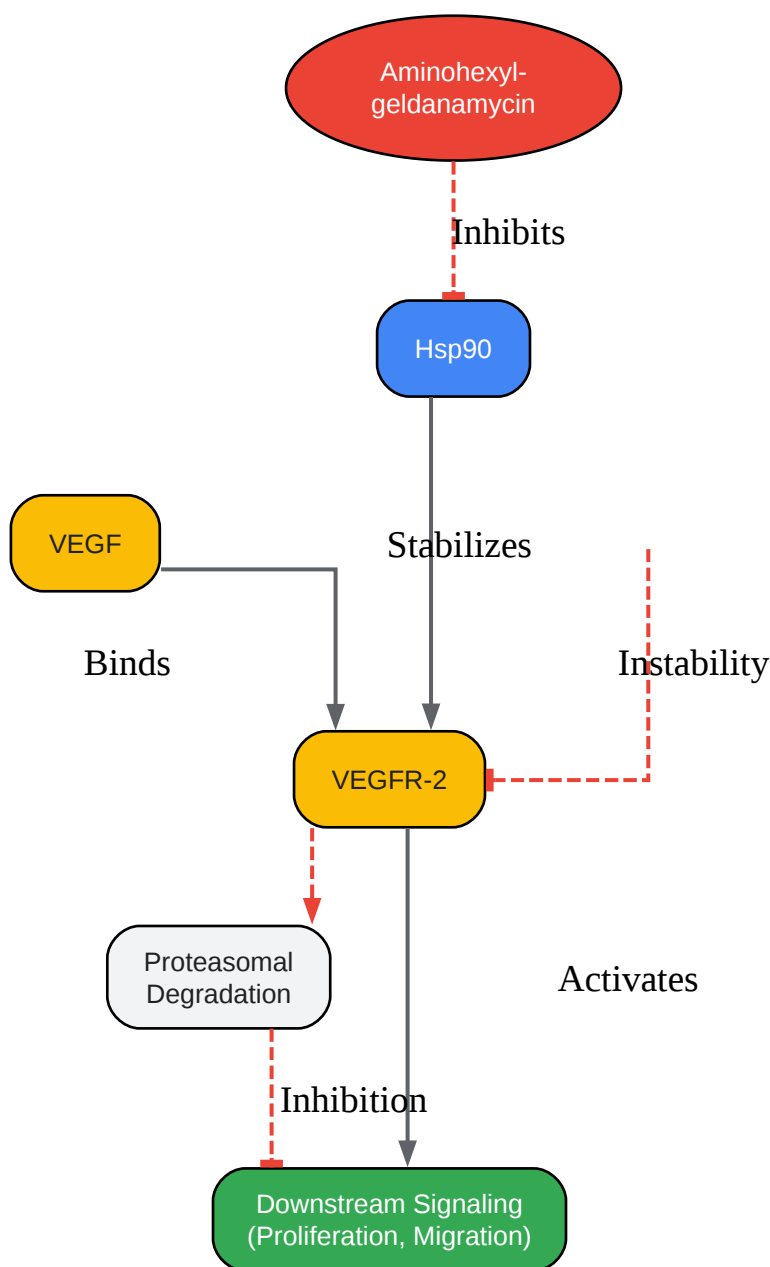 Aminohexyl-
geldanamycin
Inhibits
Hsp90
VEGF
Stabilizes
Binds
Instability
VEGFR-2
Proteasomal
Degradation
Activates
Inhibition
Downstream Signaling
(Proliferation, Migration)